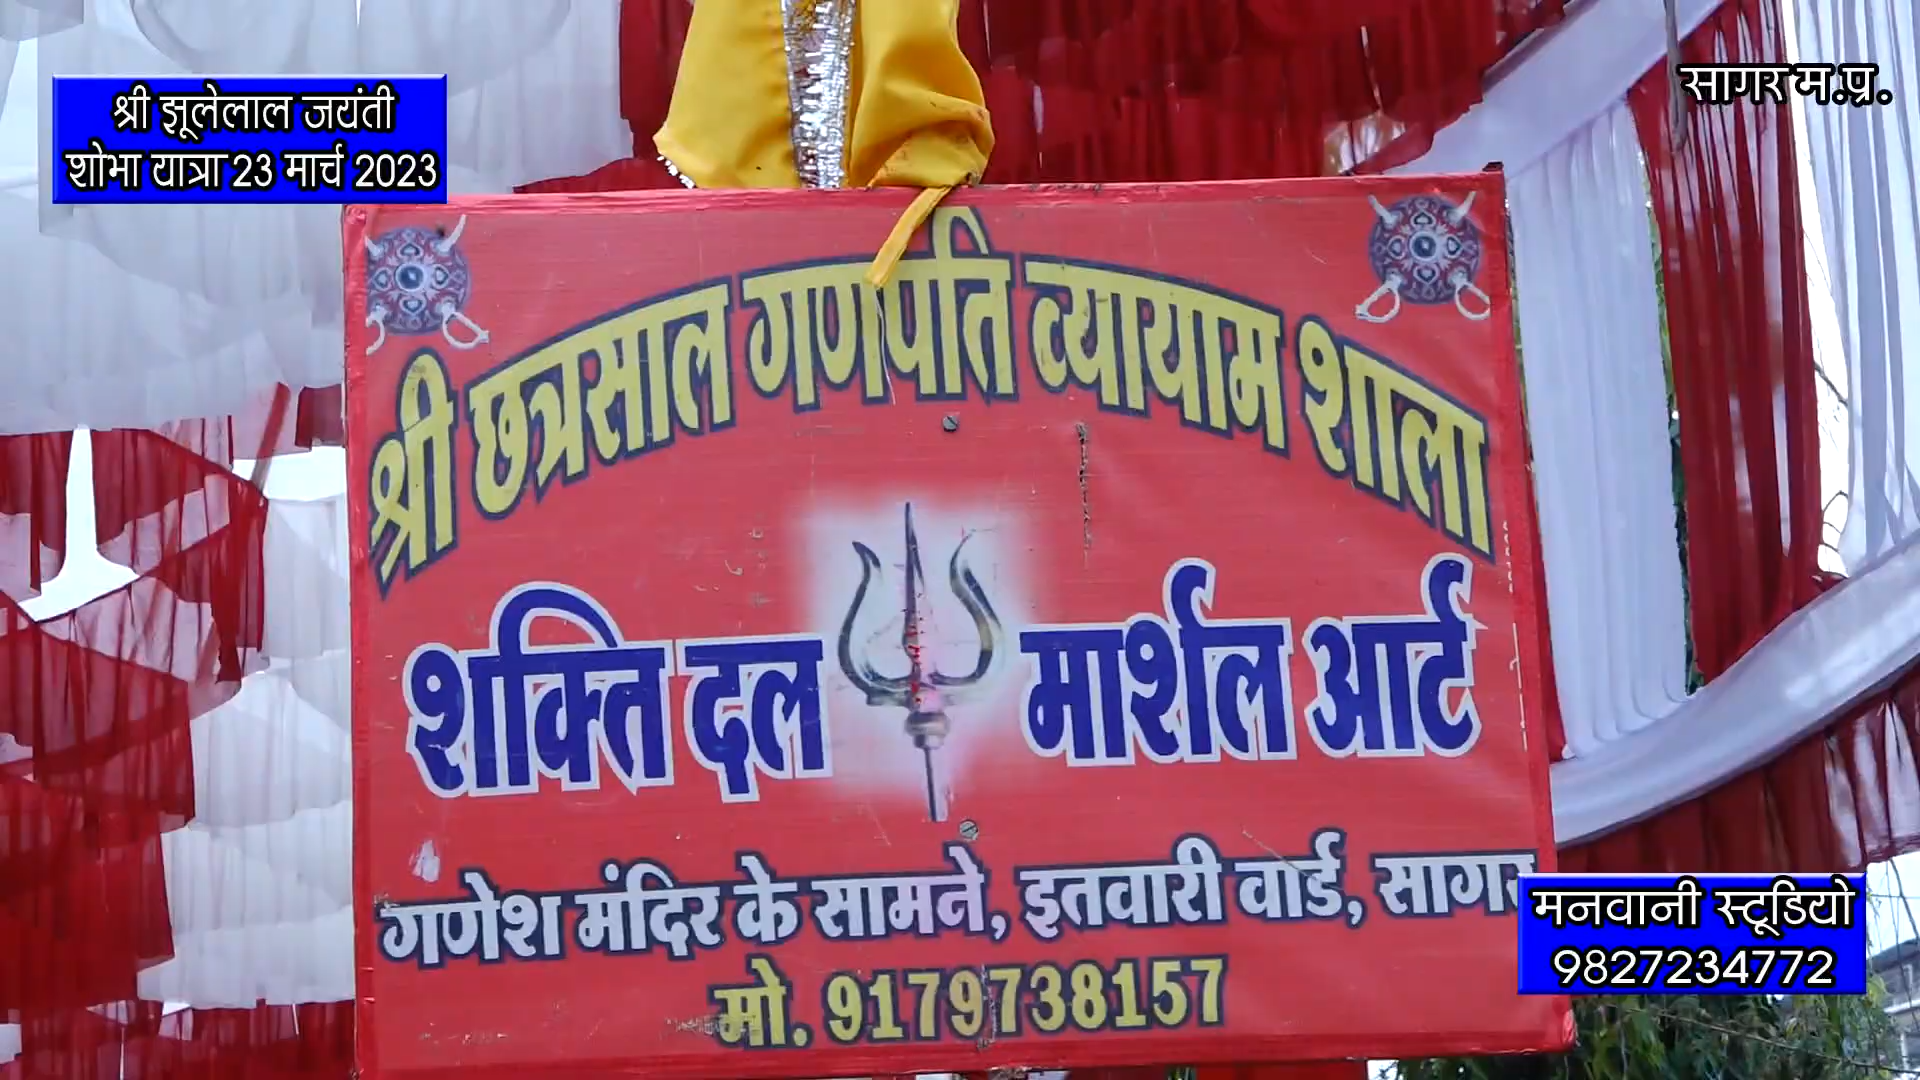 श्री झूलेलाल जयंती
शोभा यात्रा 23 मार्च 2023
सागर म.प्र.
श्री छत्रसाल गणपति व्यायाम शाला
शक्ति दल मार्शल आर्ट
गणेश मंदिर के सामने, इतवारी वार्ड, सागर
मो. 9179738157
मनवानी स्टूडियो
9827234772